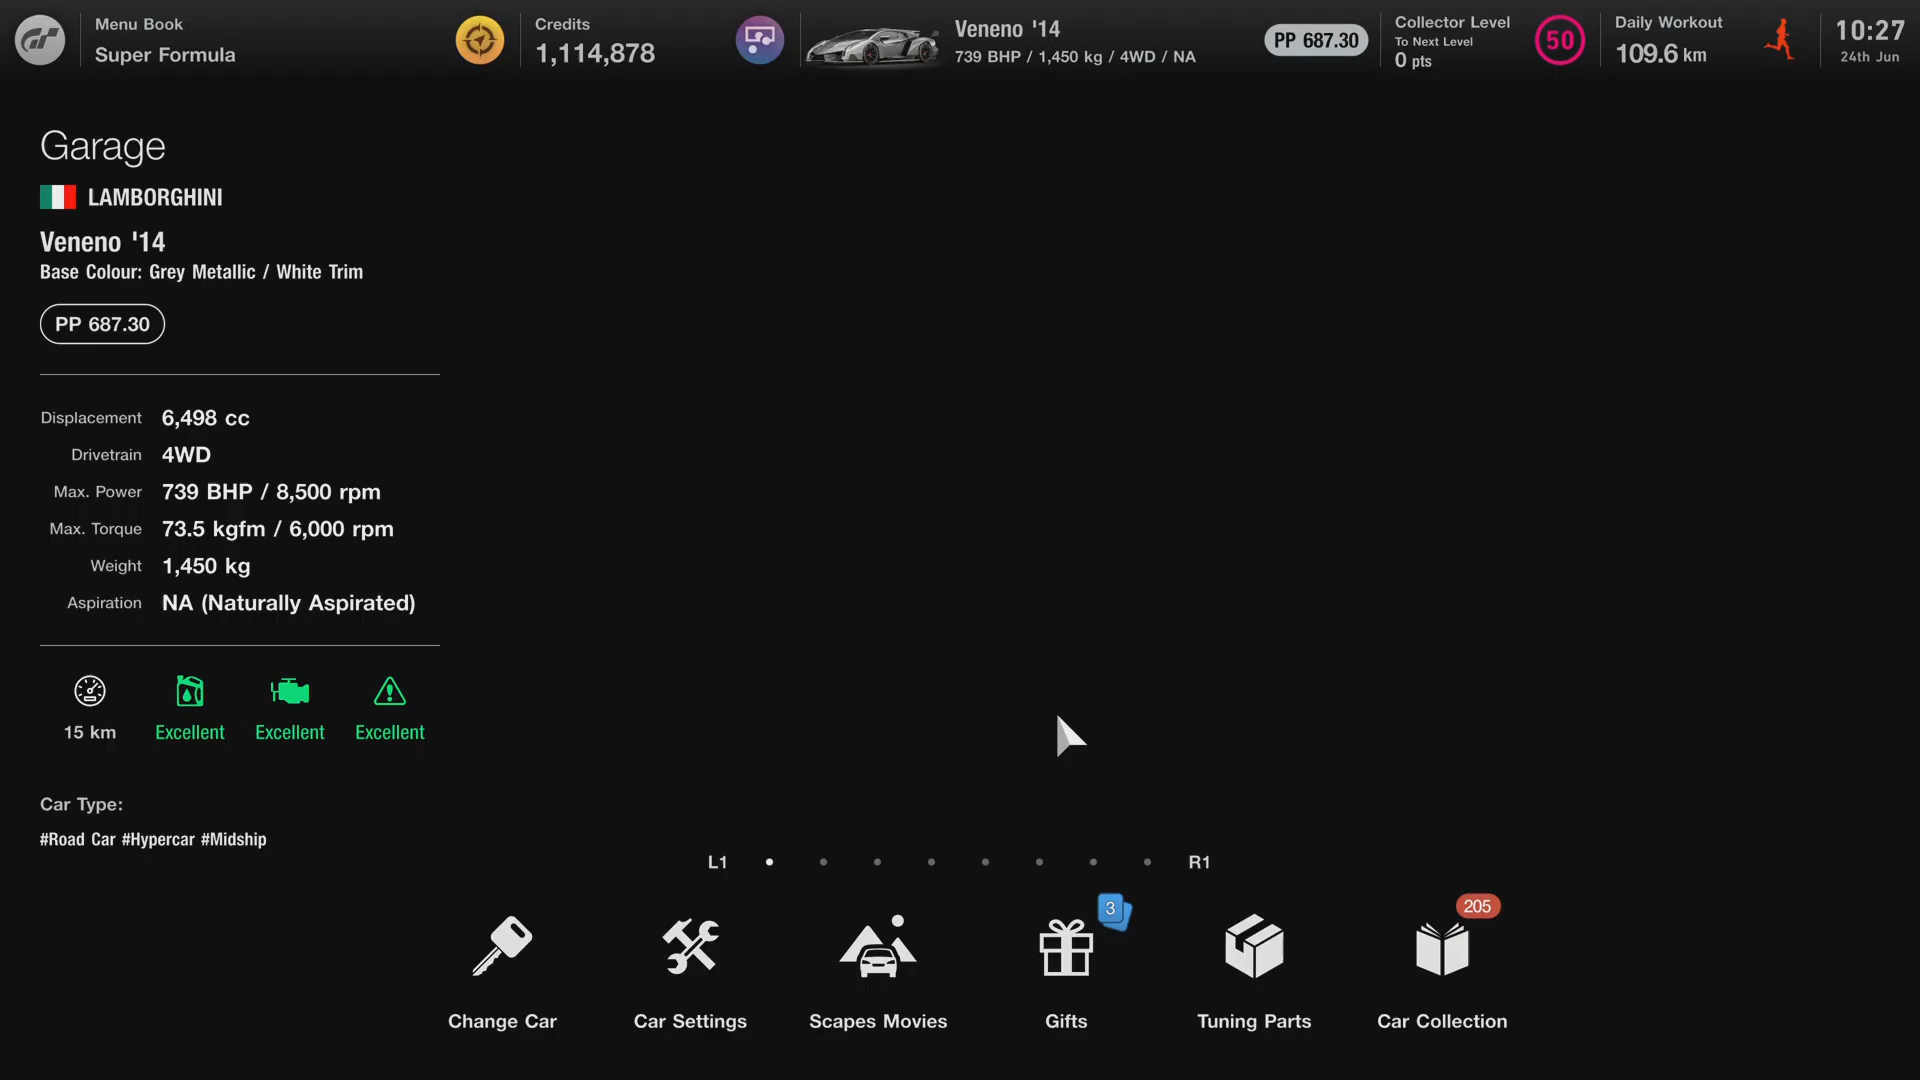 Menu Book
Super Formula
Credits
1,114,878
Veneno '14
739 BHP / 1,450 kg / 4WD / NA
PP 687.30
Collector Level
To Next Level
0 pts
50
Daily Workout
109.6 km
10:27
24th Jun
Garage
LAMBORGHINI
Veneno '14
Base Colour: Grey Metallic / White Trim
PP 687.30
Displacement 6,498 cc
Drivetrain 4WD
Max. Power 739 BHP / 8,500 rpm
Max. Torque 73.5 kgfm / 6,000 rpm
Weight 1,450 kg
Aspiration NA (Naturally Aspirated)
15 km Excellent Excellent Excellent
Car Type:
#Road Car #Hypercar #Midship
L1 R1
3
205
Change Car Car Settings Scapes Movies Gifts Tuning Parts Car Collection